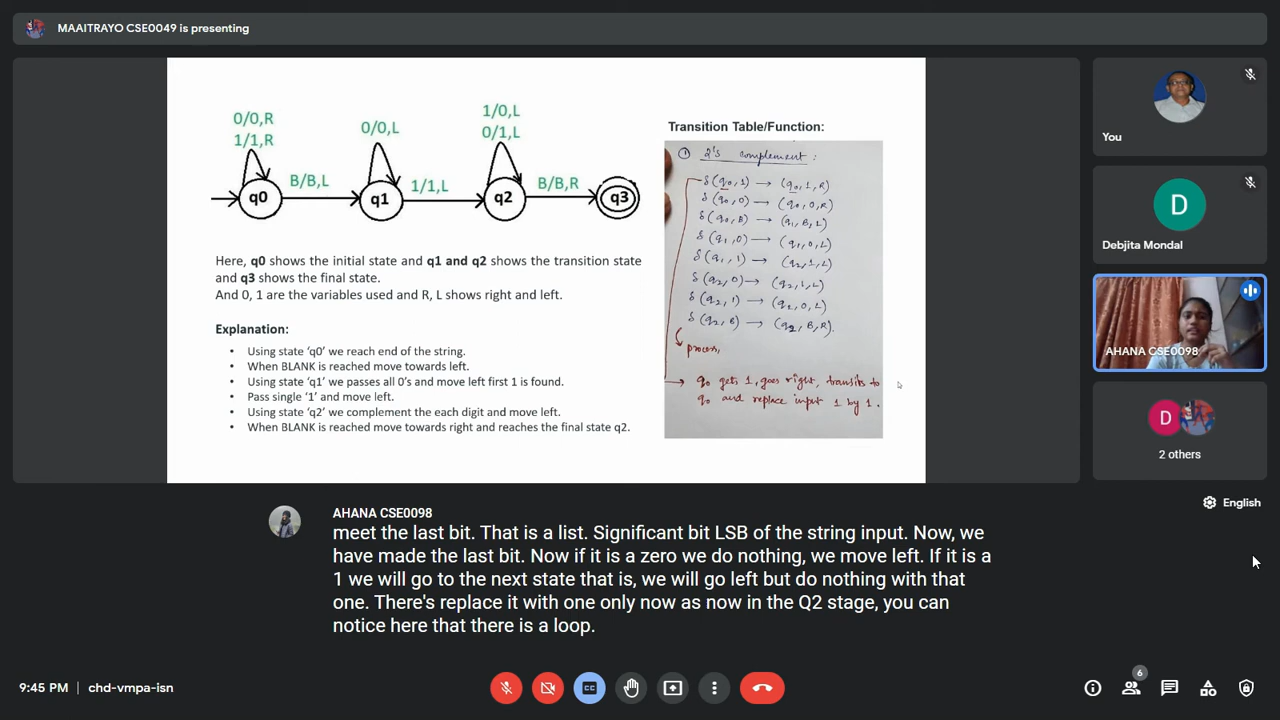 MAAITRAYO CSE0049 is presenting
0/0,R
1/1,R
0/0,L
1/0,L
0/1,L
B/B,L
1/1,L
B/B,R
q0
q1
q2
q3
Here, q0 shows the initial state and q1 and q2 shows the transition state
and q3 shows the final state.
And 0, 1 are the variables used and R, L shows right and left.
Explanation:
• Using state ‘q0’ we reach end of the string.
• When BLANK is reached move towards left.
• Using state ‘q1’ we passes all 0’s and move left first 1 is found.
• Pass single ‘1’ and move left.
• Using state ‘q2’ we complement the each digit and move left.
• When BLANK is reached move towards right and reaches the final state q2.
Transition Table/Function:
① 2's complement :
δ (q0, 1) → (q0, 1, R)
δ (q0, 0) → (q0, 0, R)
δ (q0, B) → (q1, B, L)
δ (q1, 0) → (q1, 0, L)
δ (q1, 1) → (q2, 1, L)
δ (q2, 0) → (q2, 1, L)
δ (q2, 1) → (q2, 0, L)
δ (q2, B) → (q2, B, R).
process,
→ q0 gets 1, goes right, transits to
q0 and replace input 1 by 1.
You
D
Debjita Mondal
AHANA CSE0098
D
2 others
English
AHANA CSE0098
meet the last bit. That is a list. Significant bit LSB of the string input. Now, we
have made the last bit. Now if it is a zero we do nothing, we move left. If it is a
1 we will go to the next state that is, we will go left but do nothing with that
one. There's replace it with one only now as now in the Q2 stage, you can
notice here that there is a loop.
9:45 PM | chd-vmpa-isn
CC
6